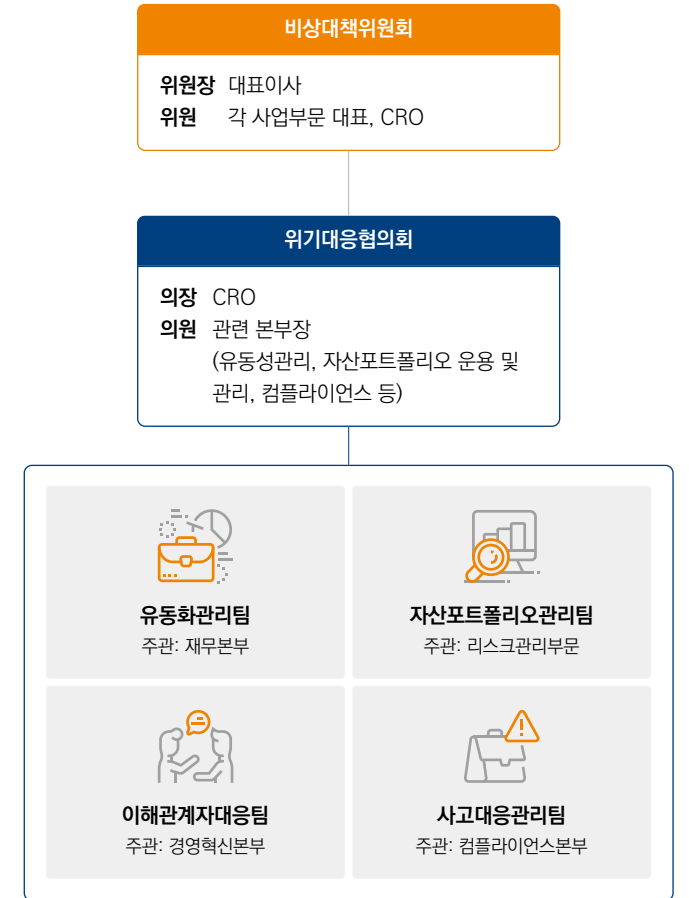 비상대책위원회
위원장 대표이사
위원 각 사업부문 대표, CRO
위기대응협의회
의장 CRO
의원 관련 본부장
(유동성관리, 자산포트폴리오 운용 및
관리, 컴플라이언스 등)
유동화관리팀
주관: 재무본부
자산포트폴리오관리팀
주관: 리스크관리부문
이해관계자대응팀
주관: 경영혁신본부
사고대응관리팀
주관: 컴플라이언스본부